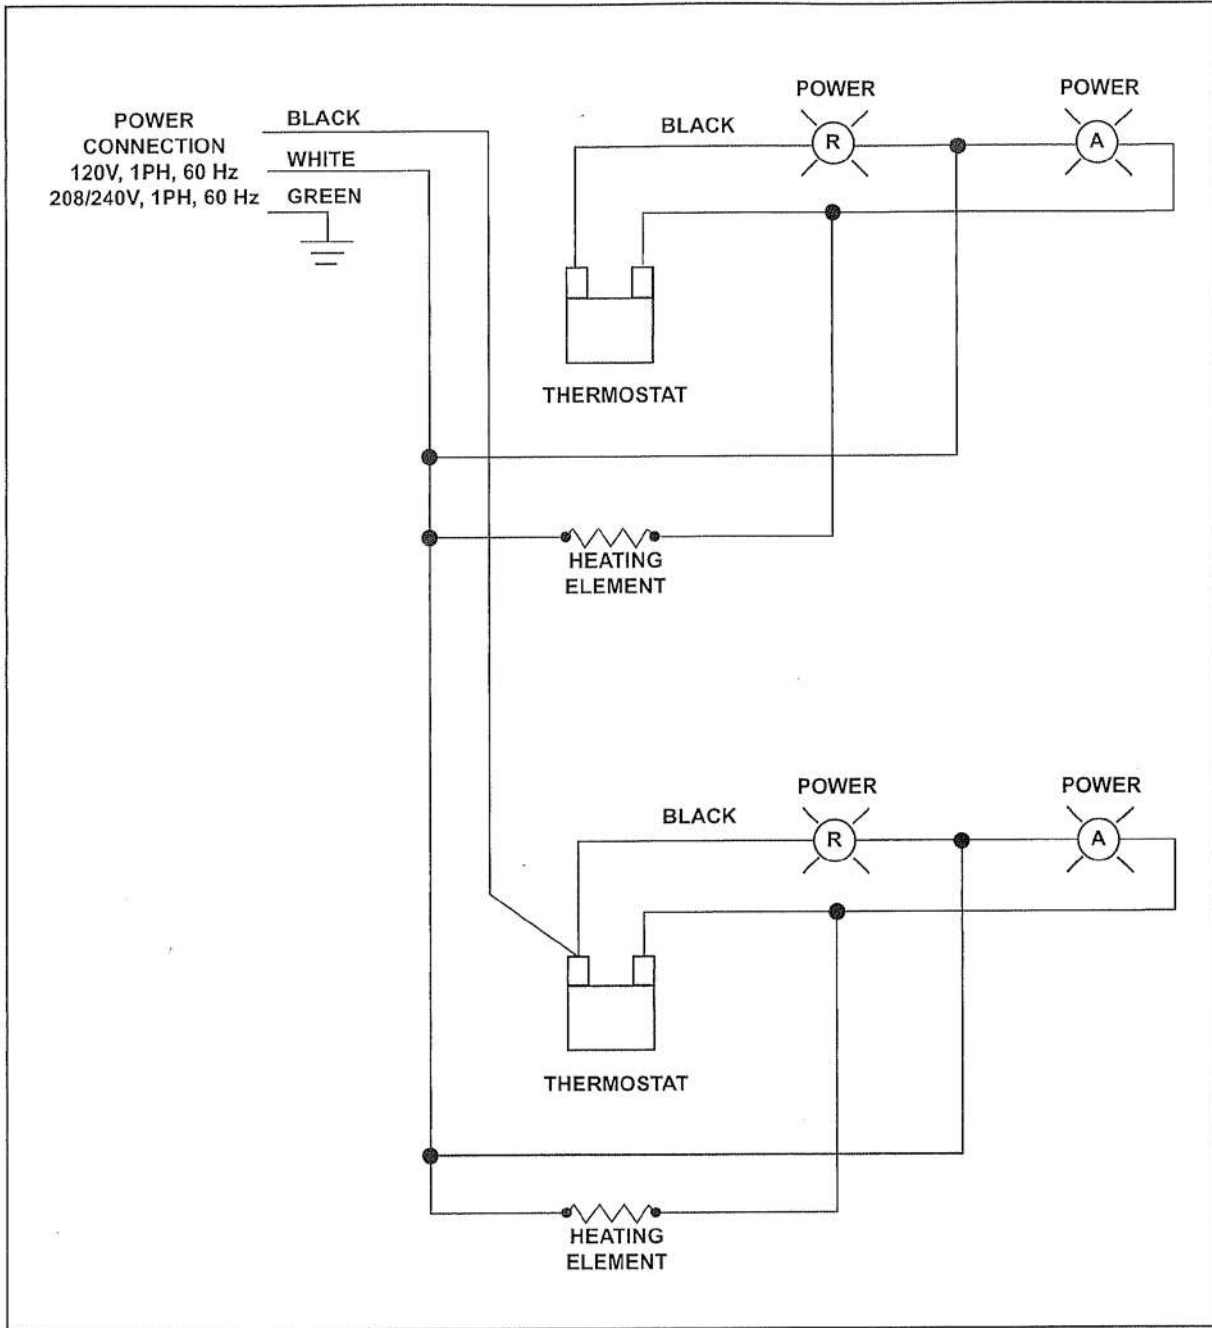 POWER
CONNECTION
120V, 1PH, 60 Hz
208/240V, 1PH, 60 Hz
BLACK
WHITE
GREEN
BLACK
POWER
R
POWER
A
THERMOSTAT
HEATING
ELEMENT
BLACK
POWER
R
POWER
A
THERMOSTAT
HEATING
ELEMENT